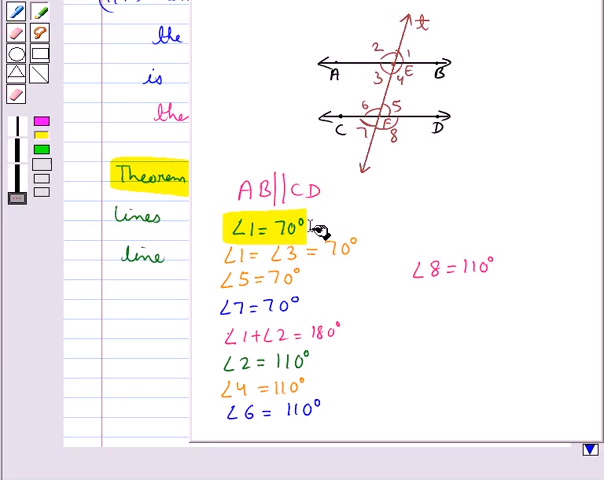 the
is
the
Theorem
lines
line
t
2 1
A 3 4 E B
6 5
C 7 F 8 D
AB||CD
∠1 = 70°
∠1 = ∠3 = 70°
∠5 = 70°
∠8 = 110°
∠7 = 70°
∠1+∠2 = 180°
∠2 = 110°
∠4 = 110°
∠6 = 110°